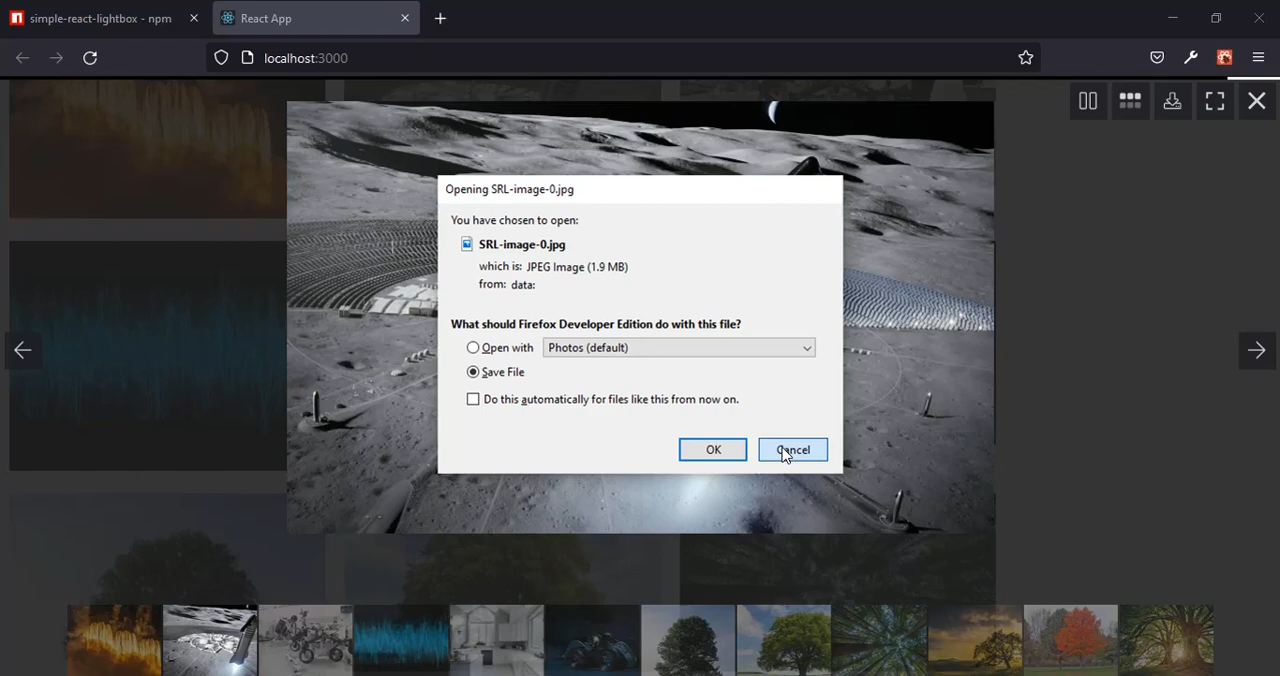 simple-react-lightbox - npm
React App
localhost:3000
Opening SRL-image-0.jpg
You have chosen to open:
SRL-image-0.jpg
which is: JPEG Image (1.9 MB)
from: data:
What should Firefox Developer Edition do with this file?
Open with Photos (default)
Save File
Do this automatically for files like this from now on.
OK Cancel